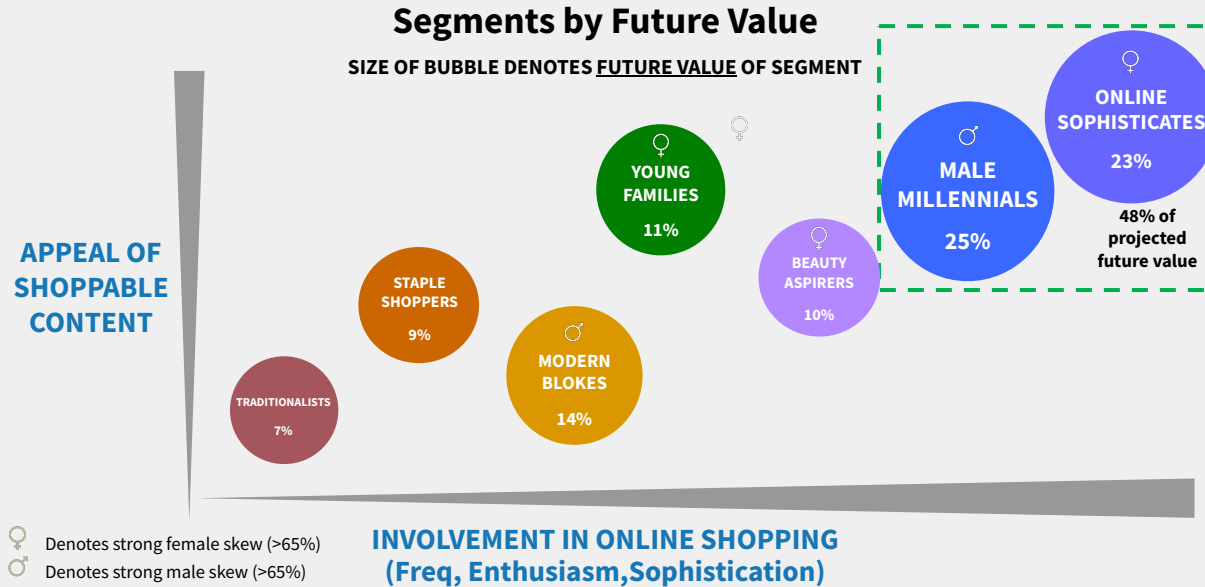 Segments by Future Value
SIZE OF BUBBLE DENOTES FUTURE VALUE OF SEGMENT
APPEAL OF
SHOPPABLE
CONTENT
TRADITIONALISTS
7%
STAPLE
SHOPPERS
9%
MODERN
BLOKES
14%
YOUNG
FAMILIES
11%
BEAUTY
ASPIRERS
10%
MALE
MILLENNIALS
25%
ONLINE
SOPHISTICATES
23%
48% of
projected
future value
Denotes strong female skew (>65%)
Denotes strong male skew (>65%)
INVOLVEMENT IN ONLINE SHOPPING
(Freq, Enthusiasm,Sophistication)